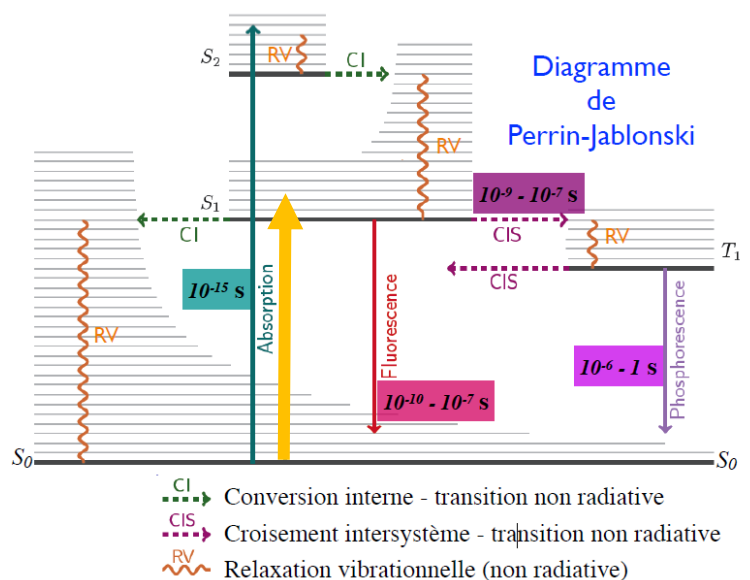 Diagramme
de
Perrin-Jablonski
S₂
RV
CI
RV
S₁
10⁻⁹ - 10⁻⁷ s
CI
CIS
RV
T₁
CIS
10⁻¹⁵ s
Absorption
RV
Fluorescence
10⁻⁶ - 1 s
Phosphorescence
10⁻¹⁰ - 10⁻⁷ s
S₀
S₀
CI Conversion interne - transition non radiative
CIS Croisement intersystème - transition non radiative
RV Relaxation vibrationnelle (non radiative)